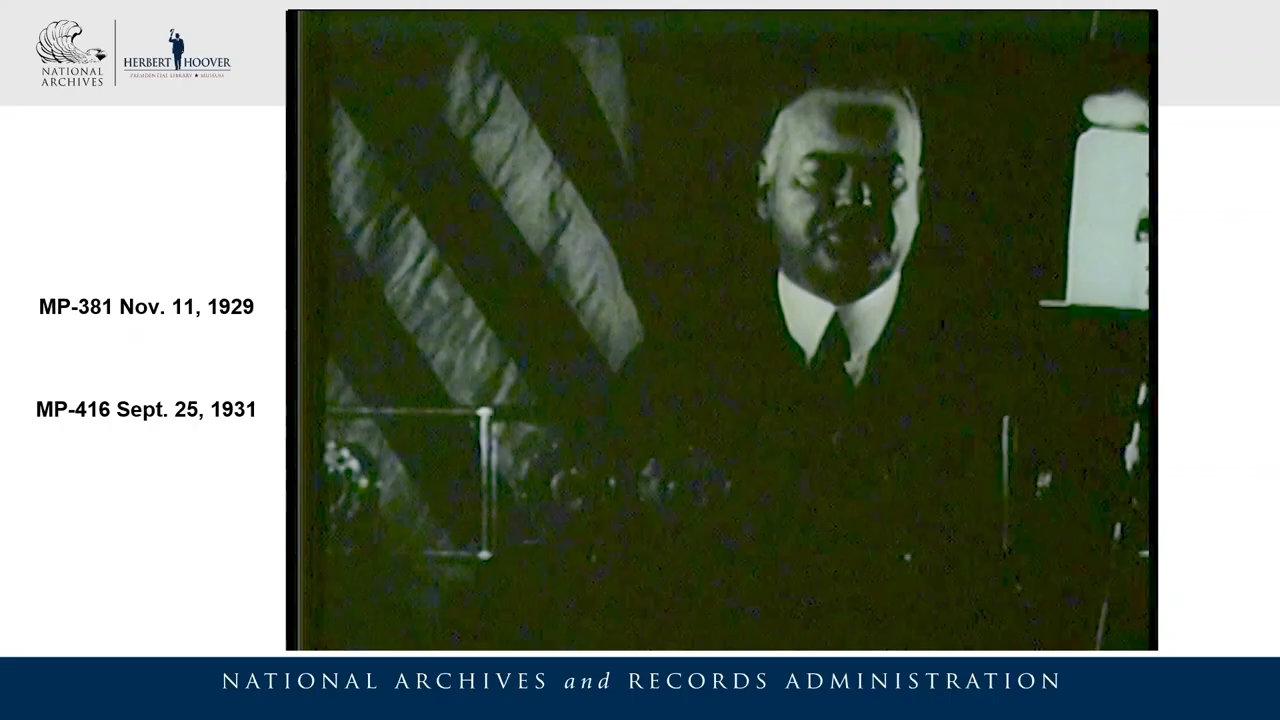 NATIONAL
ARCHIVES
HERBERT HOOVER
PRESIDENTIAL LIBRARY ★ MUSEUM
MP-381 Nov. 11, 1929
MP-416 Sept. 25, 1931
NATIONAL ARCHIVES and RECORDS ADMINISTRATION